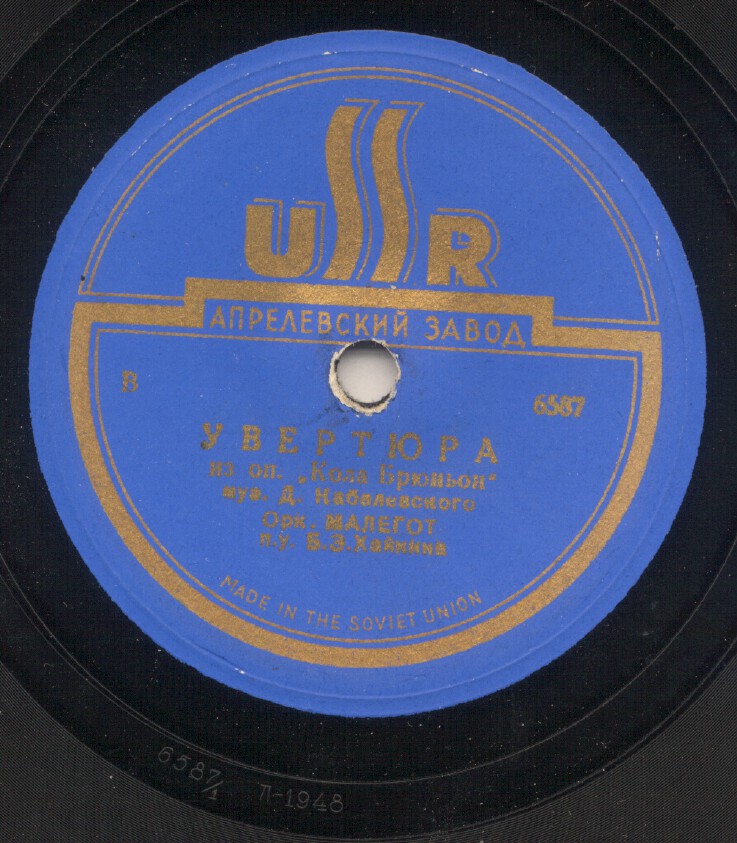 USSR
АПРЕЛЕВСКИЙ ЗАВОД
В 6587
УВЕРТЮРА
из оп. „Кола Брюньон"
муз. Д. Кабалевского
Орк. МАЛЕГОТ
п.у. Б.Э.Хайкина
MADE IN THE SOVIET UNION
6587/1 П-1948